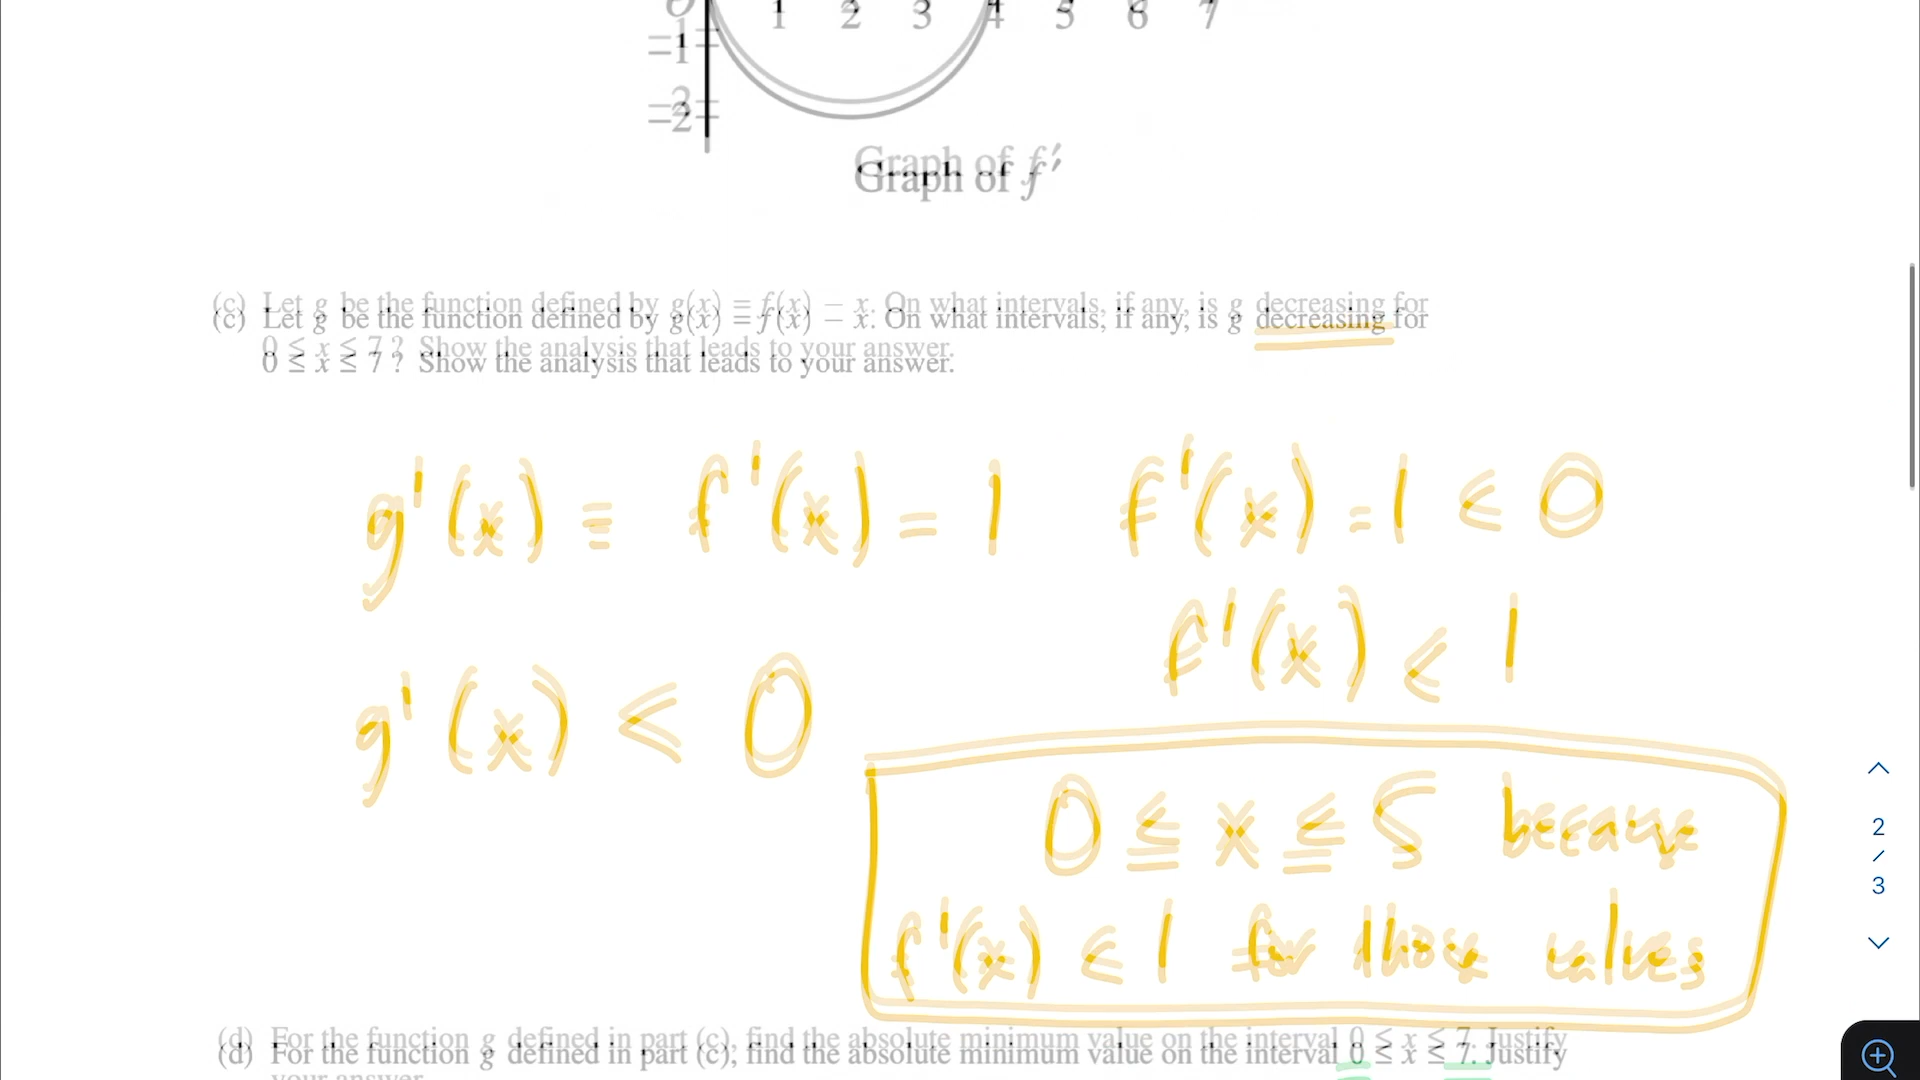 0 1 2 3 4 5 6 7
−1
−2
Graph of f′
(c) Let g be the function defined by g(x) = f(x) − x. On what intervals, if any, is g decreasing for
0 ≤ x ≤ 7? Show the analysis that leads to your answer.
g'(x) = f'(x) - 1 f'(x) - 1 < 0
f'(x) < 1
g'(x) < 0
0 ≤ x ≤ 5 because
f'(x) < 1 for those values
2
/
3
(d) For the function g defined in part (c), find the absolute minimum value on the interval 0 ≤ x ≤ 7. Justify
your answer.